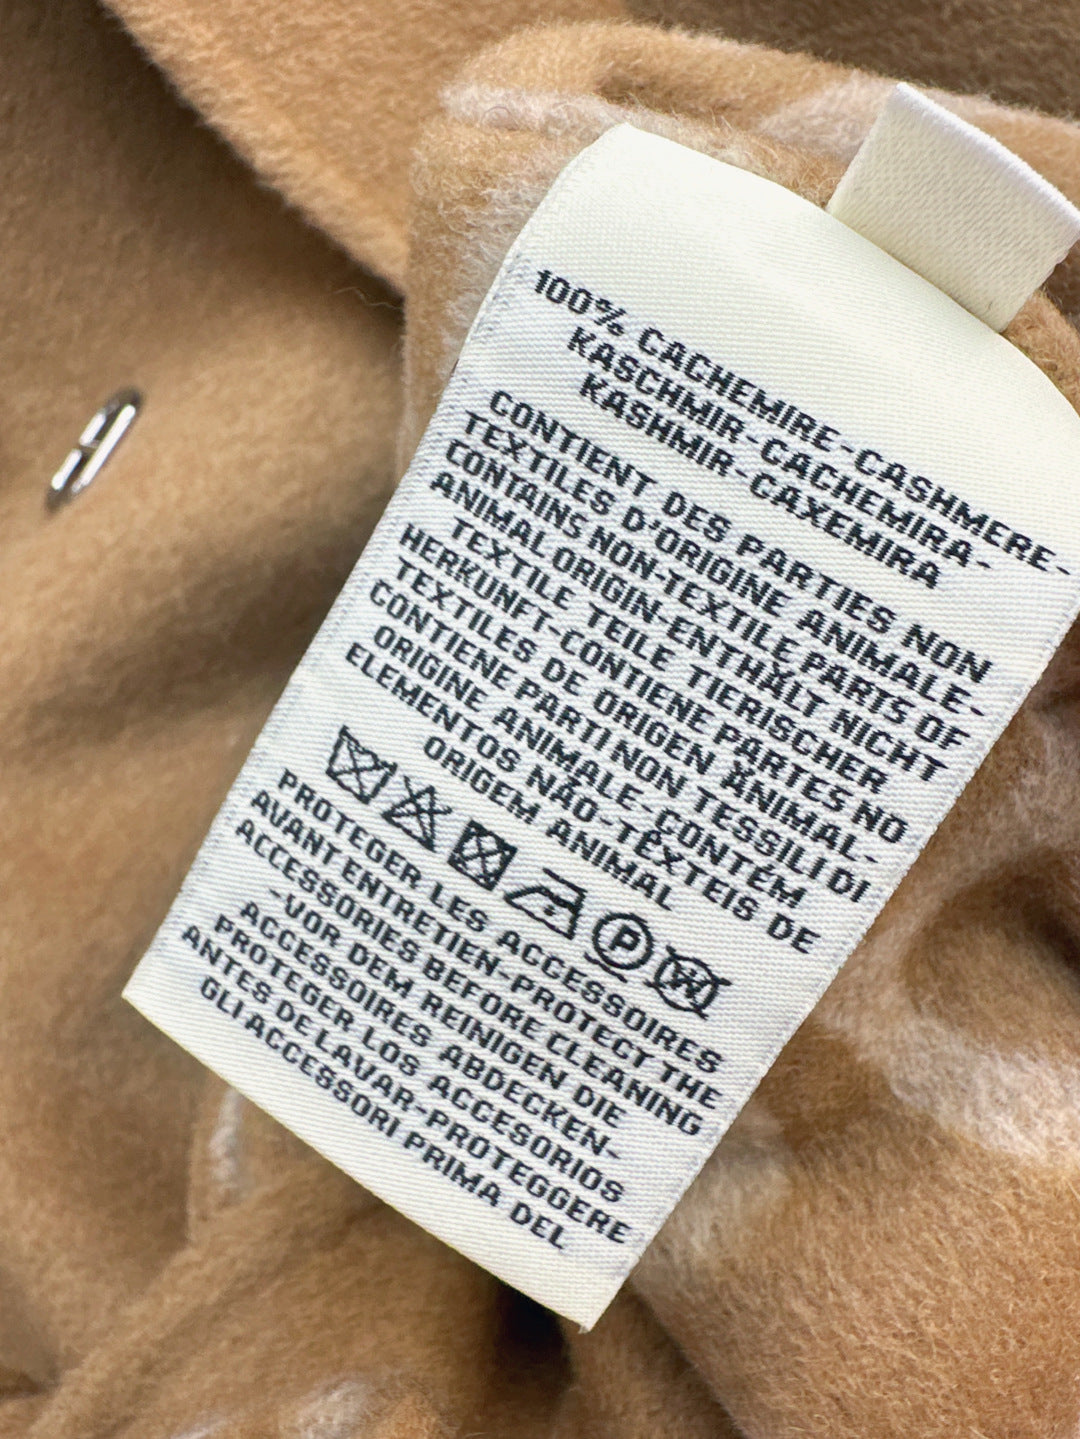 100% CACHEMIRE-CASHMERE-
KASCHMIR-CACHEMIRA-
KASHMIR-CAXEMIRA
CONTIENT DES PARTIES NON
TEXTILES D'ORIGINE ANIMALE-
CONTAINS NON-TEXTILE PARTS OF
ANIMAL ORIGIN-ENTHÄLT NICHT
TEXTILE TEILE TIERISCHER
HERKUNFT-CONTIENE PARTES NO
TEXTILES DE ORIGEN ANIMAL-
CONTIENE PARTI NON TESSILI DI
ORIGINE ANIMALE-CONTÉM
ELEMENTOS NÃO-TÊXTEIS DE
ORIGEM ANIMAL
P W
PROTEGER LES ACCESSOIRES
AVANT ENTRETIEN-PROTECT THE
ACCESSORIES BEFORE CLEANING
-VOR DEM REINIGEN DIE
ACCESSOIRES ABDECKEN-
PROTEGER LOS ACCESORIOS
ANTES DE LAVAR-PROTEGGERE
GLI ACCESSORI PRIMA DEL